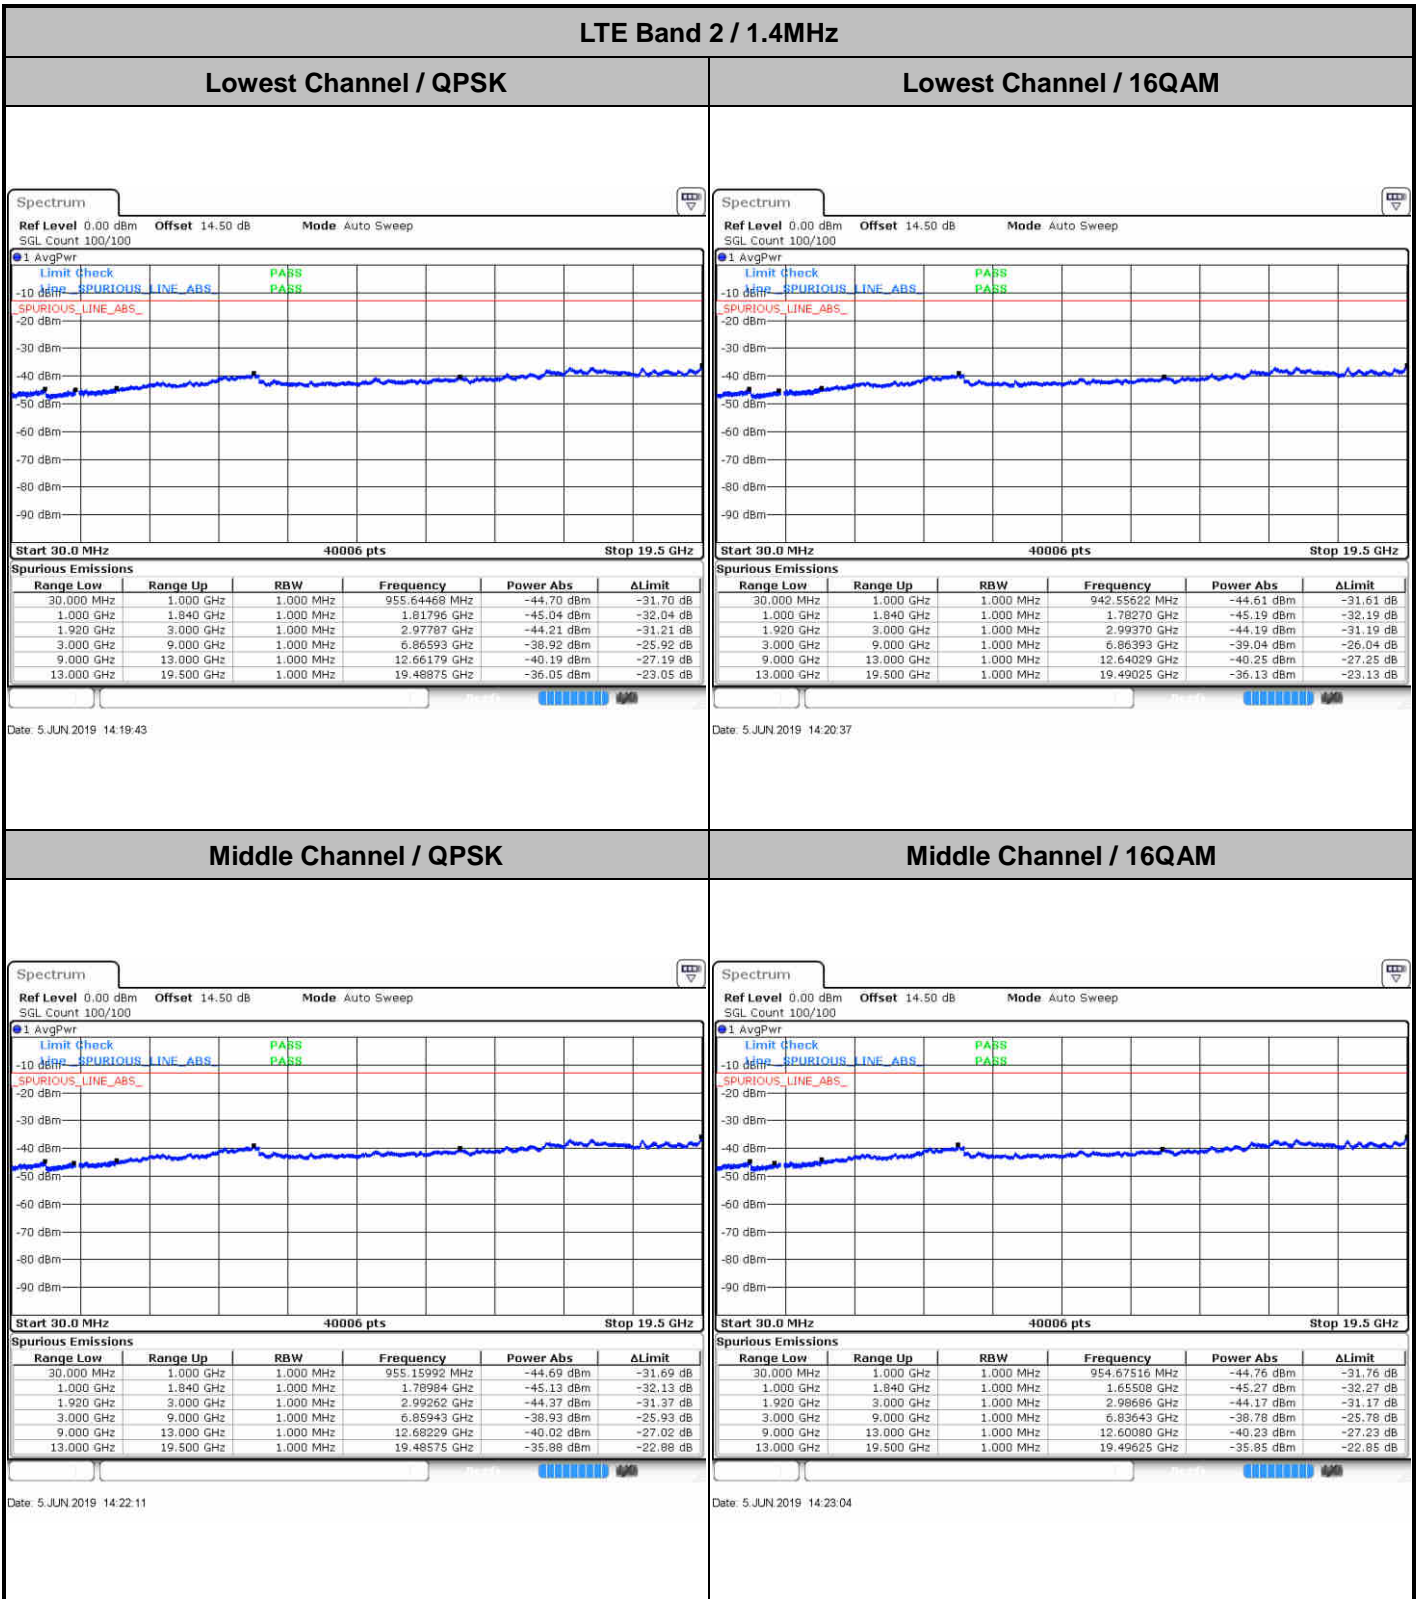 LTE Band 2 / 1.4MHz
Lowest Channel / QPSK
Lowest Channel / 16QAM
Spectrum
Ref Level 0.00 dBm Offset 14.50 dB Mode Auto Sweep
SGL Count 100/100
1 AvgPwr
Limit Check PASS
Line _SPURIOUS_LINE_ABS_ PASS
-10 dBm
_SPURIOUS_LINE_ABS_
-20 dBm
-30 dBm
-40 dBm
-50 dBm
-60 dBm
-70 dBm
-80 dBm
-90 dBm
Start 30.0 MHz 40006 pts Stop 19.5 GHz
Spurious Emissions
Range Low Range Up RBW Frequency Power Abs ΔLimit
30.000 MHz 1.000 GHz 1.000 MHz 955.64468 MHz -44.70 dBm -31.70 dB
1.000 GHz 1.840 GHz 1.000 MHz 1.81796 GHz -45.04 dBm -32.04 dB
1.920 GHz 3.000 GHz 1.000 MHz 2.97787 GHz -44.21 dBm -31.21 dB
3.000 GHz 9.000 GHz 1.000 MHz 6.86593 GHz -38.92 dBm -25.92 dB
9.000 GHz 13.000 GHz 1.000 MHz 12.66179 GHz -40.19 dBm -27.19 dB
13.000 GHz 19.500 GHz 1.000 MHz 19.48875 GHz -36.05 dBm -23.05 dB
Date: 5.JUN.2019 14:19:43
Spectrum
Ref Level 0.00 dBm Offset 14.50 dB Mode Auto Sweep
SGL Count 100/100
1 AvgPwr
Limit Check PASS
Line _SPURIOUS_LINE_ABS_ PASS
-10 dBm
_SPURIOUS_LINE_ABS_
-20 dBm
-30 dBm
-40 dBm
-50 dBm
-60 dBm
-70 dBm
-80 dBm
-90 dBm
Start 30.0 MHz 40006 pts Stop 19.5 GHz
Spurious Emissions
Range Low Range Up RBW Frequency Power Abs ΔLimit
30.000 MHz 1.000 GHz 1.000 MHz 942.55622 MHz -44.61 dBm -31.61 dB
1.000 GHz 1.840 GHz 1.000 MHz 1.78270 GHz -45.19 dBm -32.19 dB
1.920 GHz 3.000 GHz 1.000 MHz 2.99370 GHz -44.19 dBm -31.19 dB
3.000 GHz 9.000 GHz 1.000 MHz 6.86393 GHz -39.04 dBm -26.04 dB
9.000 GHz 13.000 GHz 1.000 MHz 12.64029 GHz -40.25 dBm -27.25 dB
13.000 GHz 19.500 GHz 1.000 MHz 19.49025 GHz -36.13 dBm -23.13 dB
Date: 5.JUN.2019 14:20:37
Middle Channel / QPSK
Middle Channel / 16QAM
Spectrum
Ref Level 0.00 dBm Offset 14.50 dB Mode Auto Sweep
SGL Count 100/100
1 AvgPwr
Limit Check PASS
Line _SPURIOUS_LINE_ABS_ PASS
-10 dBm
_SPURIOUS_LINE_ABS_
-20 dBm
-30 dBm
-40 dBm
-50 dBm
-60 dBm
-70 dBm
-80 dBm
-90 dBm
Start 30.0 MHz 40006 pts Stop 19.5 GHz
Spurious Emissions
Range Low Range Up RBW Frequency Power Abs ΔLimit
30.000 MHz 1.000 GHz 1.000 MHz 955.15992 MHz -44.69 dBm -31.69 dB
1.000 GHz 1.840 GHz 1.000 MHz 1.78984 GHz -45.13 dBm -32.13 dB
1.920 GHz 3.000 GHz 1.000 MHz 2.99262 GHz -44.37 dBm -31.37 dB
3.000 GHz 9.000 GHz 1.000 MHz 6.85943 GHz -38.93 dBm -25.93 dB
9.000 GHz 13.000 GHz 1.000 MHz 12.68229 GHz -40.02 dBm -27.02 dB
13.000 GHz 19.500 GHz 1.000 MHz 19.48575 GHz -35.88 dBm -22.88 dB
Date: 5.JUN.2019 14:22:11
Spectrum
Ref Level 0.00 dBm Offset 14.50 dB Mode Auto Sweep
SGL Count 100/100
1 AvgPwr
Limit Check PASS
Line _SPURIOUS_LINE_ABS_ PASS
-10 dBm
_SPURIOUS_LINE_ABS_
-20 dBm
-30 dBm
-40 dBm
-50 dBm
-60 dBm
-70 dBm
-80 dBm
-90 dBm
Start 30.0 MHz 40006 pts Stop 19.5 GHz
Spurious Emissions
Range Low Range Up RBW Frequency Power Abs ΔLimit
30.000 MHz 1.000 GHz 1.000 MHz 954.67516 MHz -44.76 dBm -31.76 dB
1.000 GHz 1.840 GHz 1.000 MHz 1.65508 GHz -45.27 dBm -32.27 dB
1.920 GHz 3.000 GHz 1.000 MHz 2.98686 GHz -44.17 dBm -31.17 dB
3.000 GHz 9.000 GHz 1.000 MHz 6.83643 GHz -38.78 dBm -25.78 dB
9.000 GHz 13.000 GHz 1.000 MHz 12.60080 GHz -40.23 dBm -27.23 dB
13.000 GHz 19.500 GHz 1.000 MHz 19.49625 GHz -35.85 dBm -22.85 dB
Date: 5.JUN.2019 14:23:04